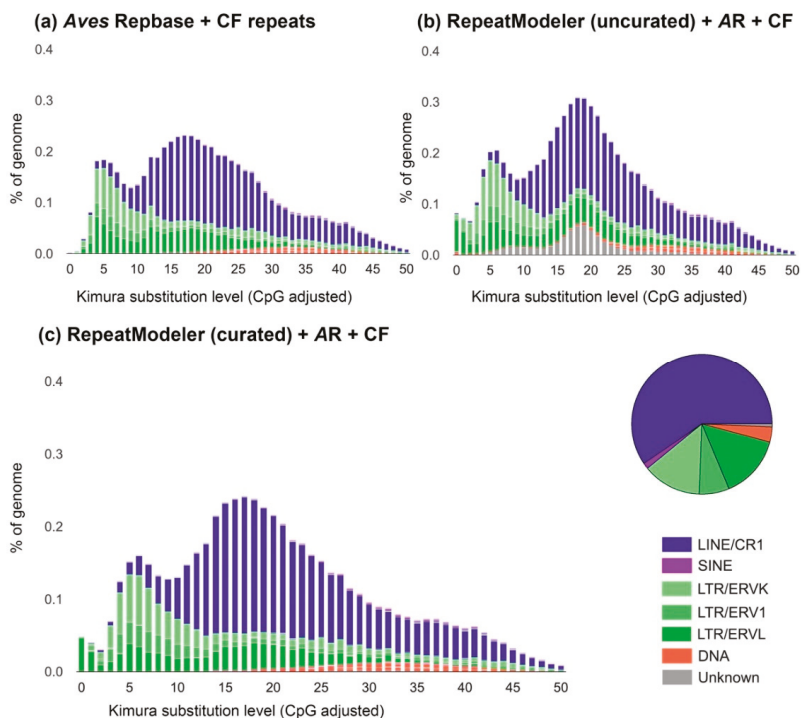 (a) Aves Repbase + CF repeats
0.4
0.3
0.2
0.1
0.0
% of genome
0 5 10 15 20 25 30 35 40 45 50
Kimura substitution level (CpG adjusted)
(b) RepeatModeler (uncurated) + AR + CF
0.4
0.3
0.2
0.1
0.0
% of genome
0 5 10 15 20 25 30 35 40 45 50
Kimura substitution level (CpG adjusted)
(c) RepeatModeler (curated) + AR + CF
0.4
0.3
0.2
0.1
0.0
% of genome
0 5 10 15 20 25 30 35 40 45 50
Kimura substitution level (CpG adjusted)
LINE/CR1
SINE
LTR/ERVK
LTR/ERV1
LTR/ERVL
DNA
Unknown